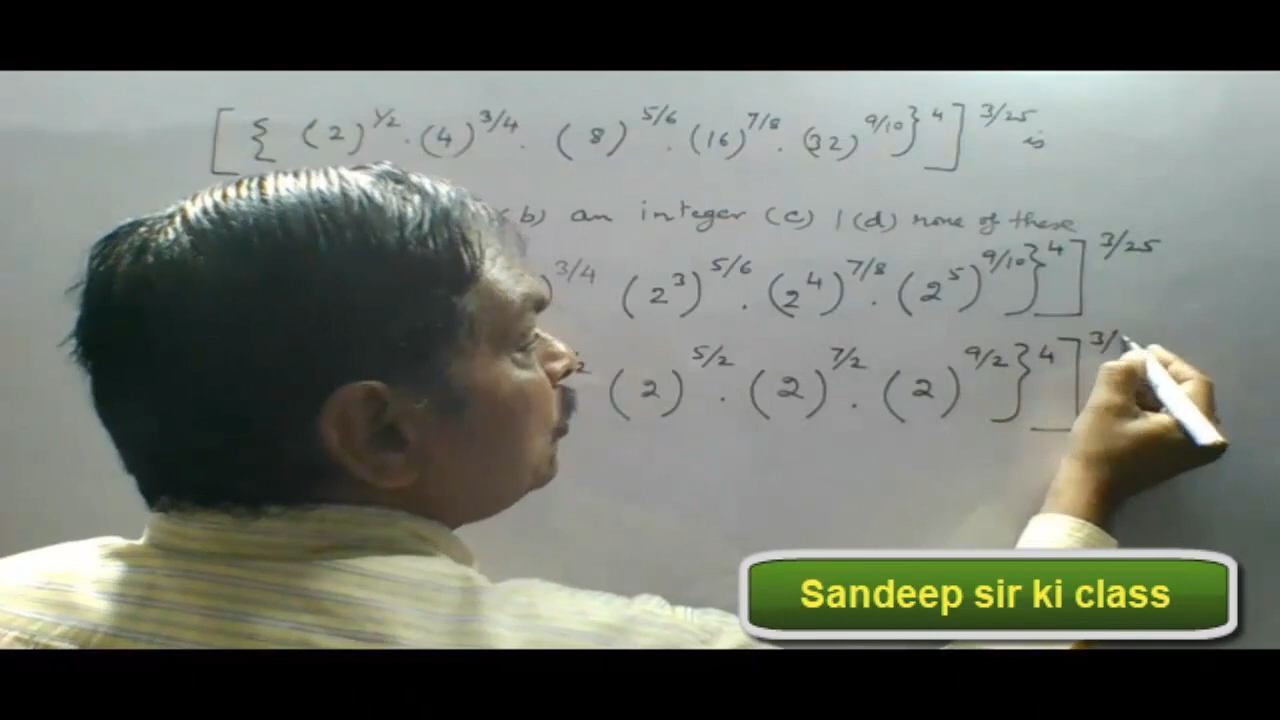 [ { (2)^1/2 . (4)^3/4 . (8)^5/6 . (16)^7/8 . (32)^9/10 }^4 ]^3/25 is
b) an integer (c) 1 (d) none of these
)^3/4 (2^3)^5/6 . (2^4)^7/8 . (2^5)^9/10 }^4 ]^3/25
2 (2)^5/2 . (2)^7/2 . (2)^9/2 }^4 ]^3/
Sandeep sir ki class